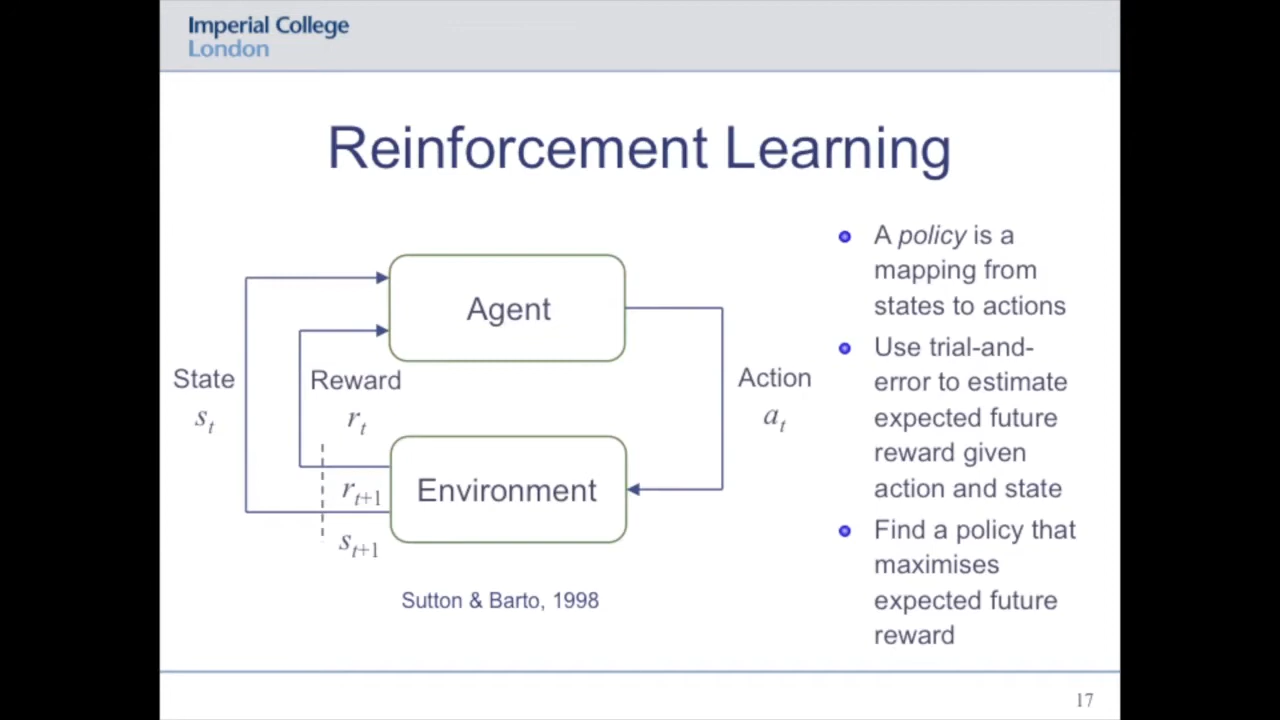 Imperial College
London
Reinforcement Learning
Agent
State
s_t
Reward
r_t
Action
a_t
Environment
r_{t+1}
s_{t+1}
Sutton & Barto, 1998
A policy is a
mapping from
states to actions
Use trial-and-
error to estimate
expected future
reward given
action and state
Find a policy that
maximises
expected future
reward
17